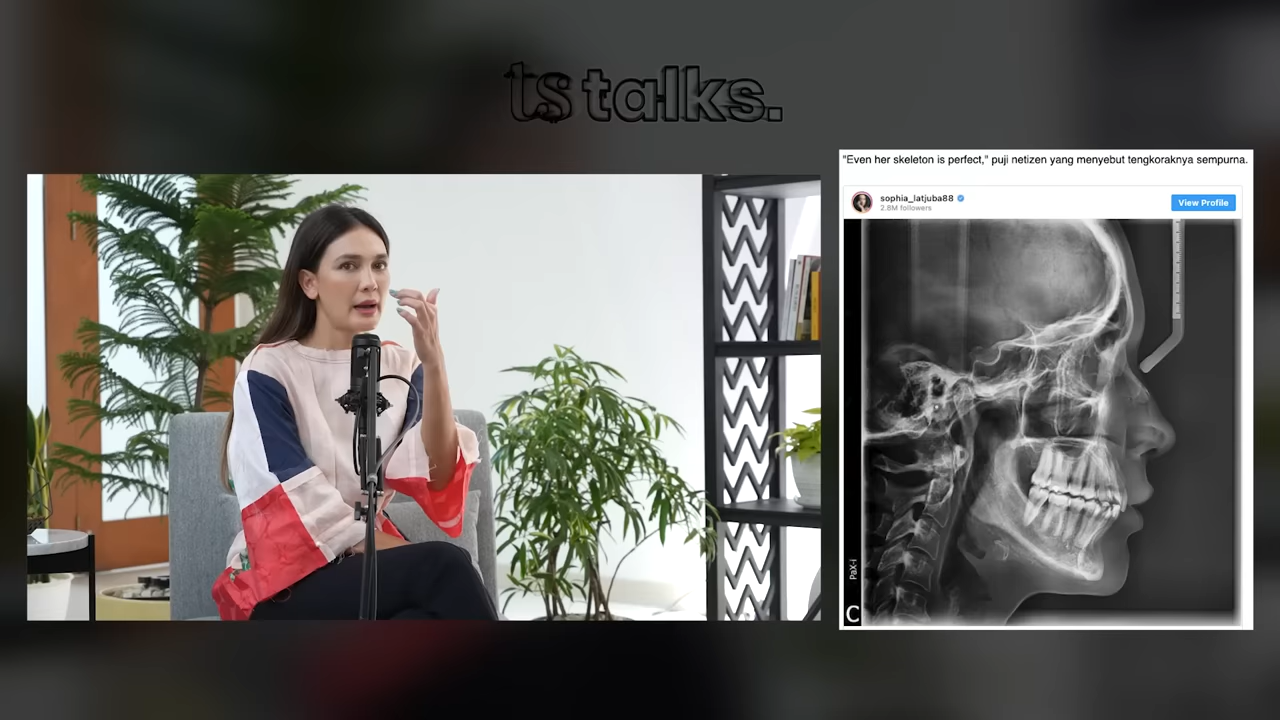 ts talks.
"Even her skeleton is perfect," puji netizen yang menyebut tengkoraknya sempurna.
sophia_latjuba88
2.8M followers
View Profile
PaX-i
C